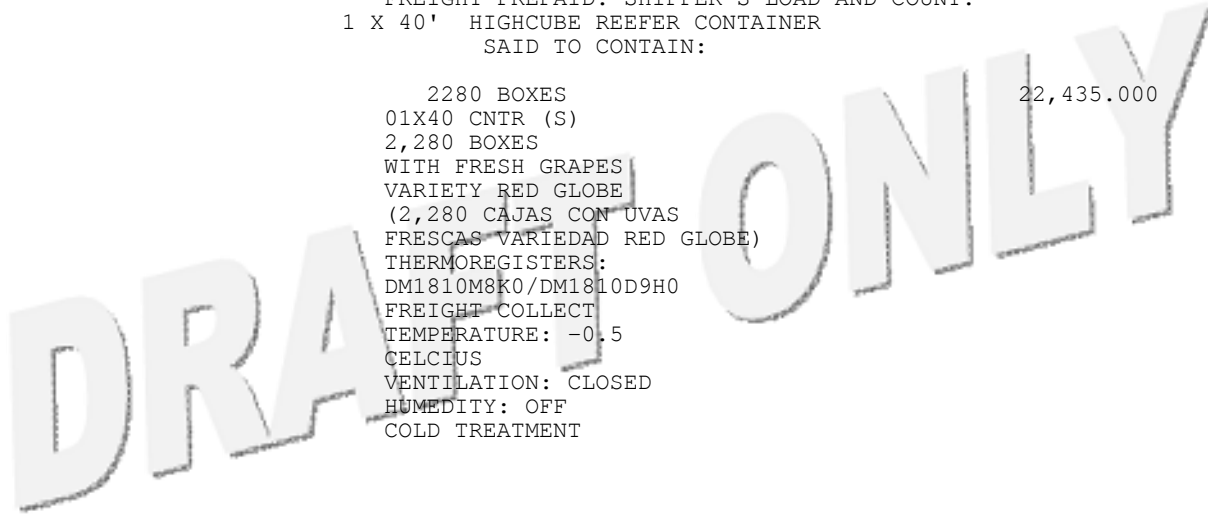 FREIGHT PREPAID. SHIPPER'S LOAD AND COUNT.
1 X 40' HIGHCUBE REEFER CONTAINER
SAID TO CONTAIN:
2280 BOXES 22,435.000
01X40 CNTR (S)
2,280 BOXES
WITH FRESH GRAPES
VARIETY RED GLOBE
(2,280 CAJAS CON UVAS
FRESCAS VARIEDAD RED GLOBE)
THERMOREGISTERS:
DM1810M8K0/DM1810D9H0
FREIGHT COLLECT
TEMPERATURE: -0.5
CELCIUS
VENTILATION: CLOSED
HUMEDITY: OFF
COLD TREATMENT
DRAFT ONLY